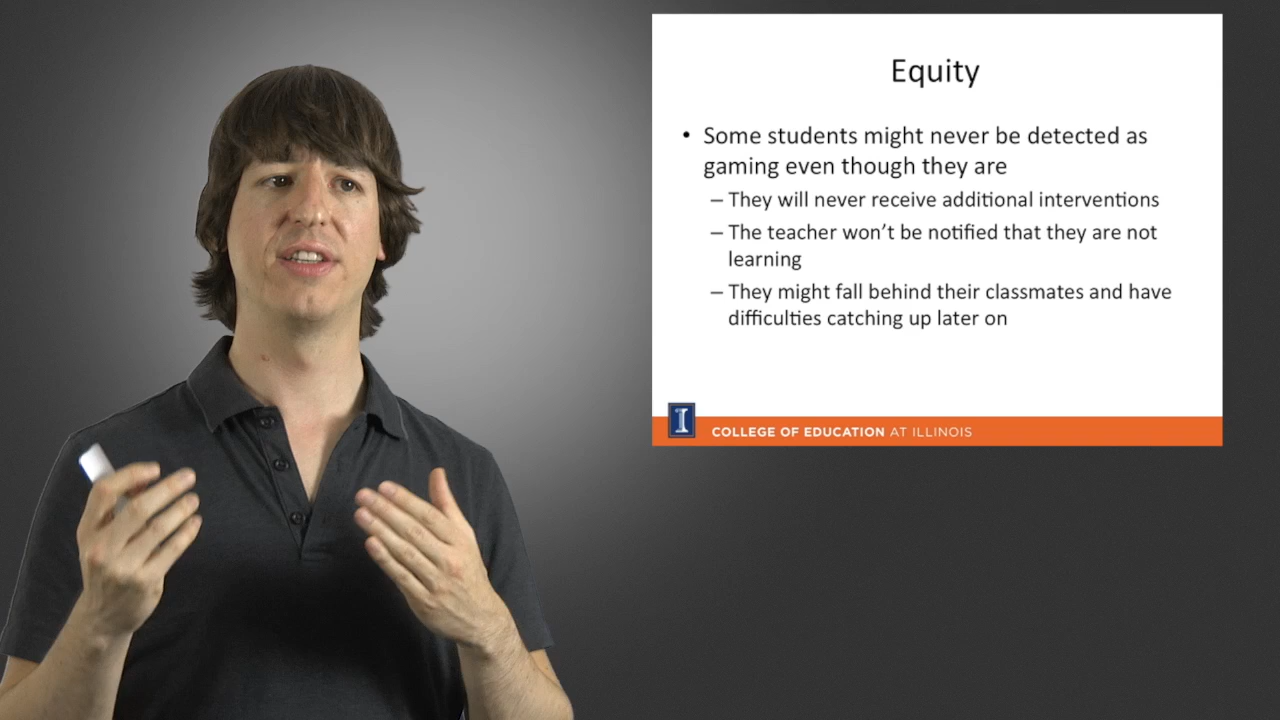 Equity
• Some students might never be detected as
gaming even though they are
– They will never receive additional interventions
– The teacher won't be notified that they are not
learning
– They might fall behind their classmates and have
difficulties catching up later on
I
COLLEGE OF EDUCATION AT ILLINOIS